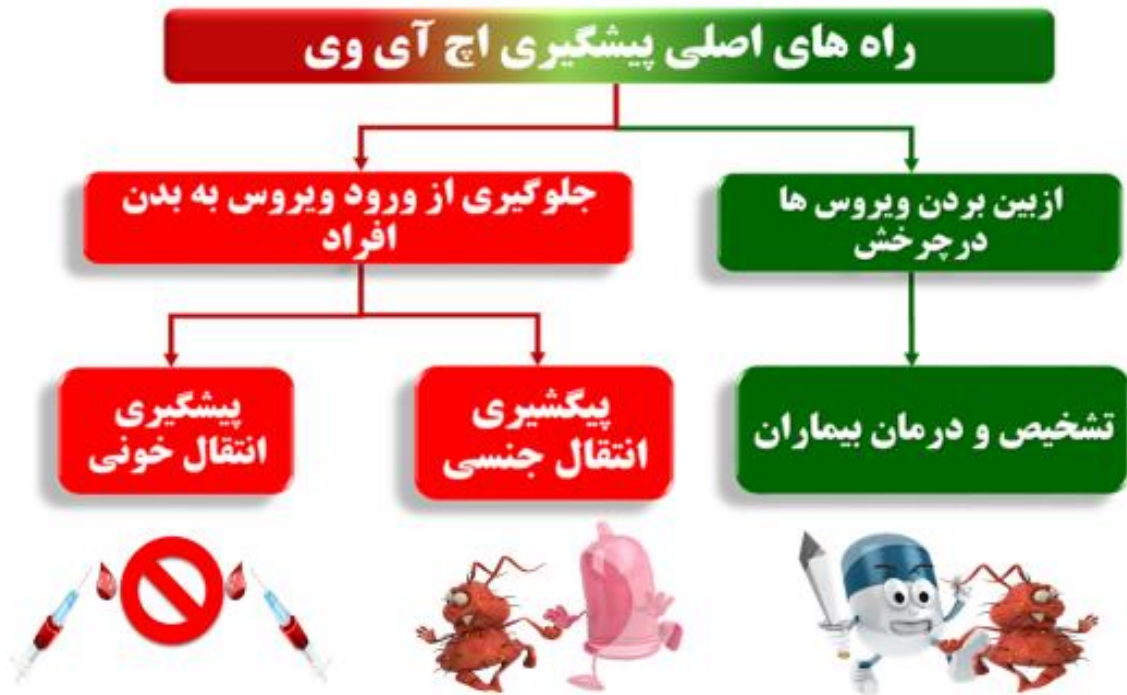 راه های اصلی پیشگیری اچ آی وی
ازبین بردن ویروس ها
درچرخش
جلوگیری از ورود ویروس به بدن
افراد
تشخیص و درمان بیماران
پیگشیری
انتقال جنسی
پیشگیری
انتقال خونی